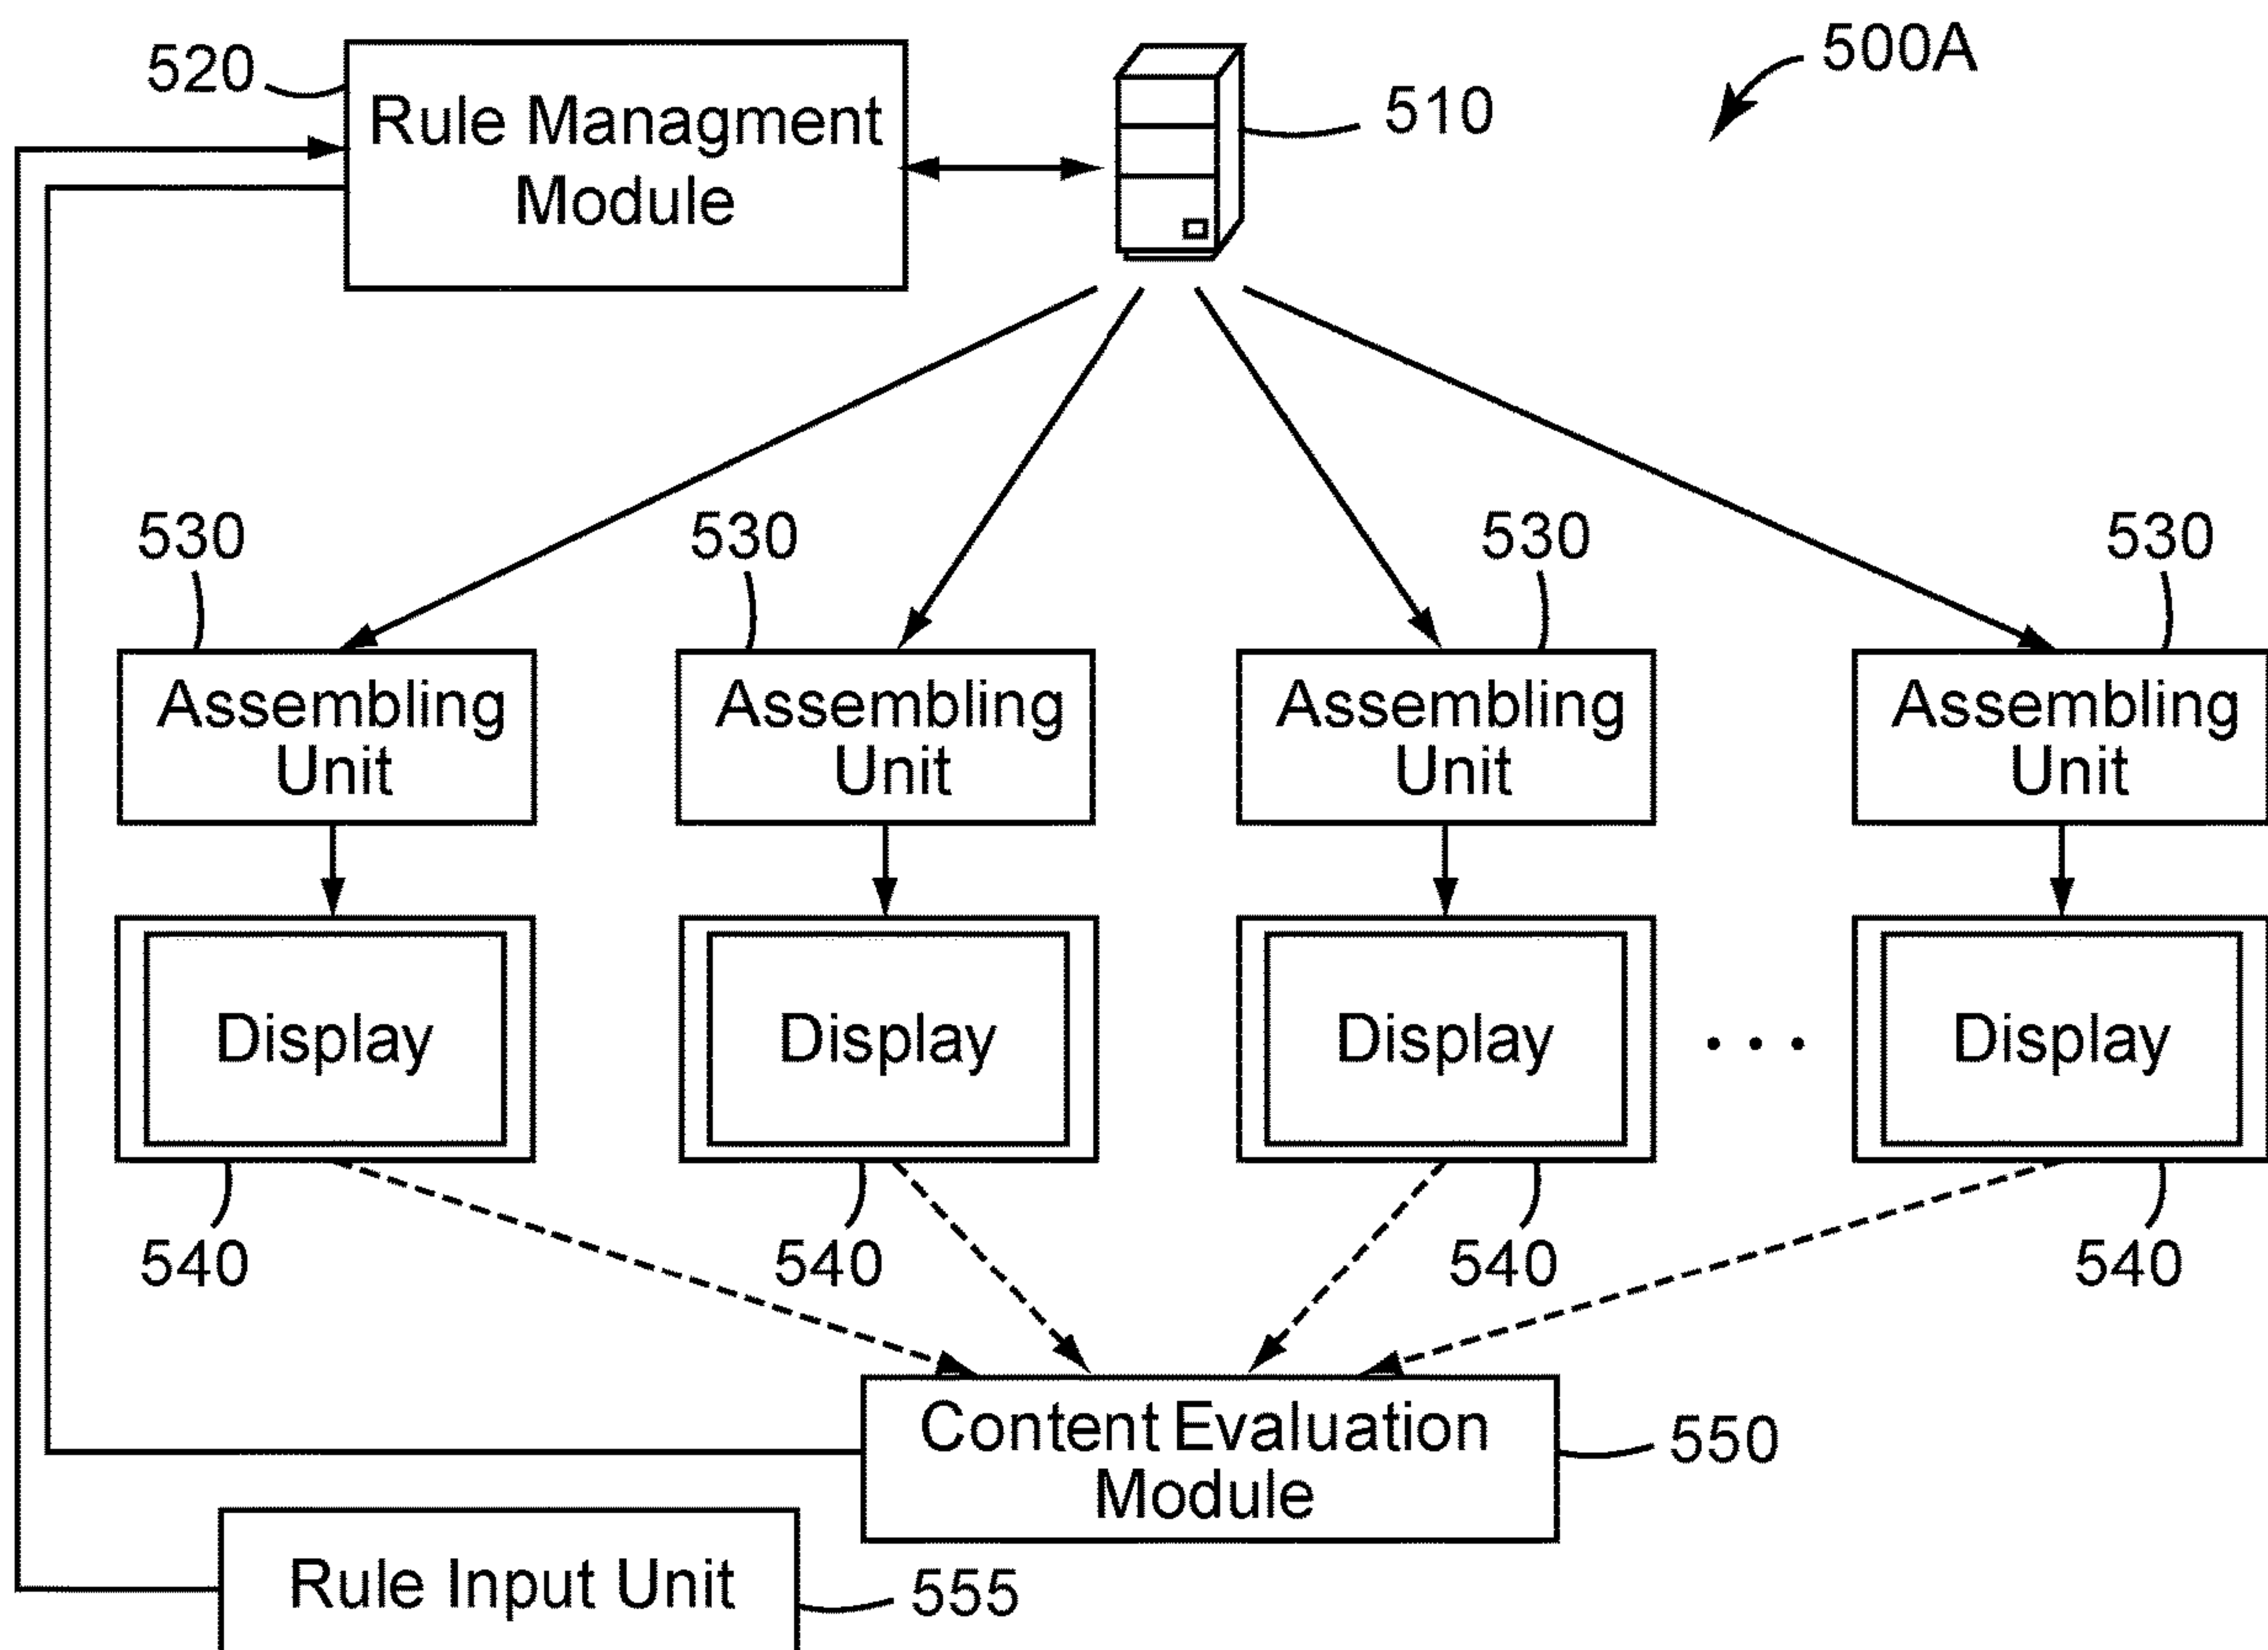 500A
520
Rule Managment
Module
510
530
530
530
530
Assembling
Unit
Assembling
Unit
Assembling
Unit
Assembling
Unit
Display
Display
Display
. . .
Display
540
540
540
540
Content Evaluation
Module
550
Rule Input Unit
555